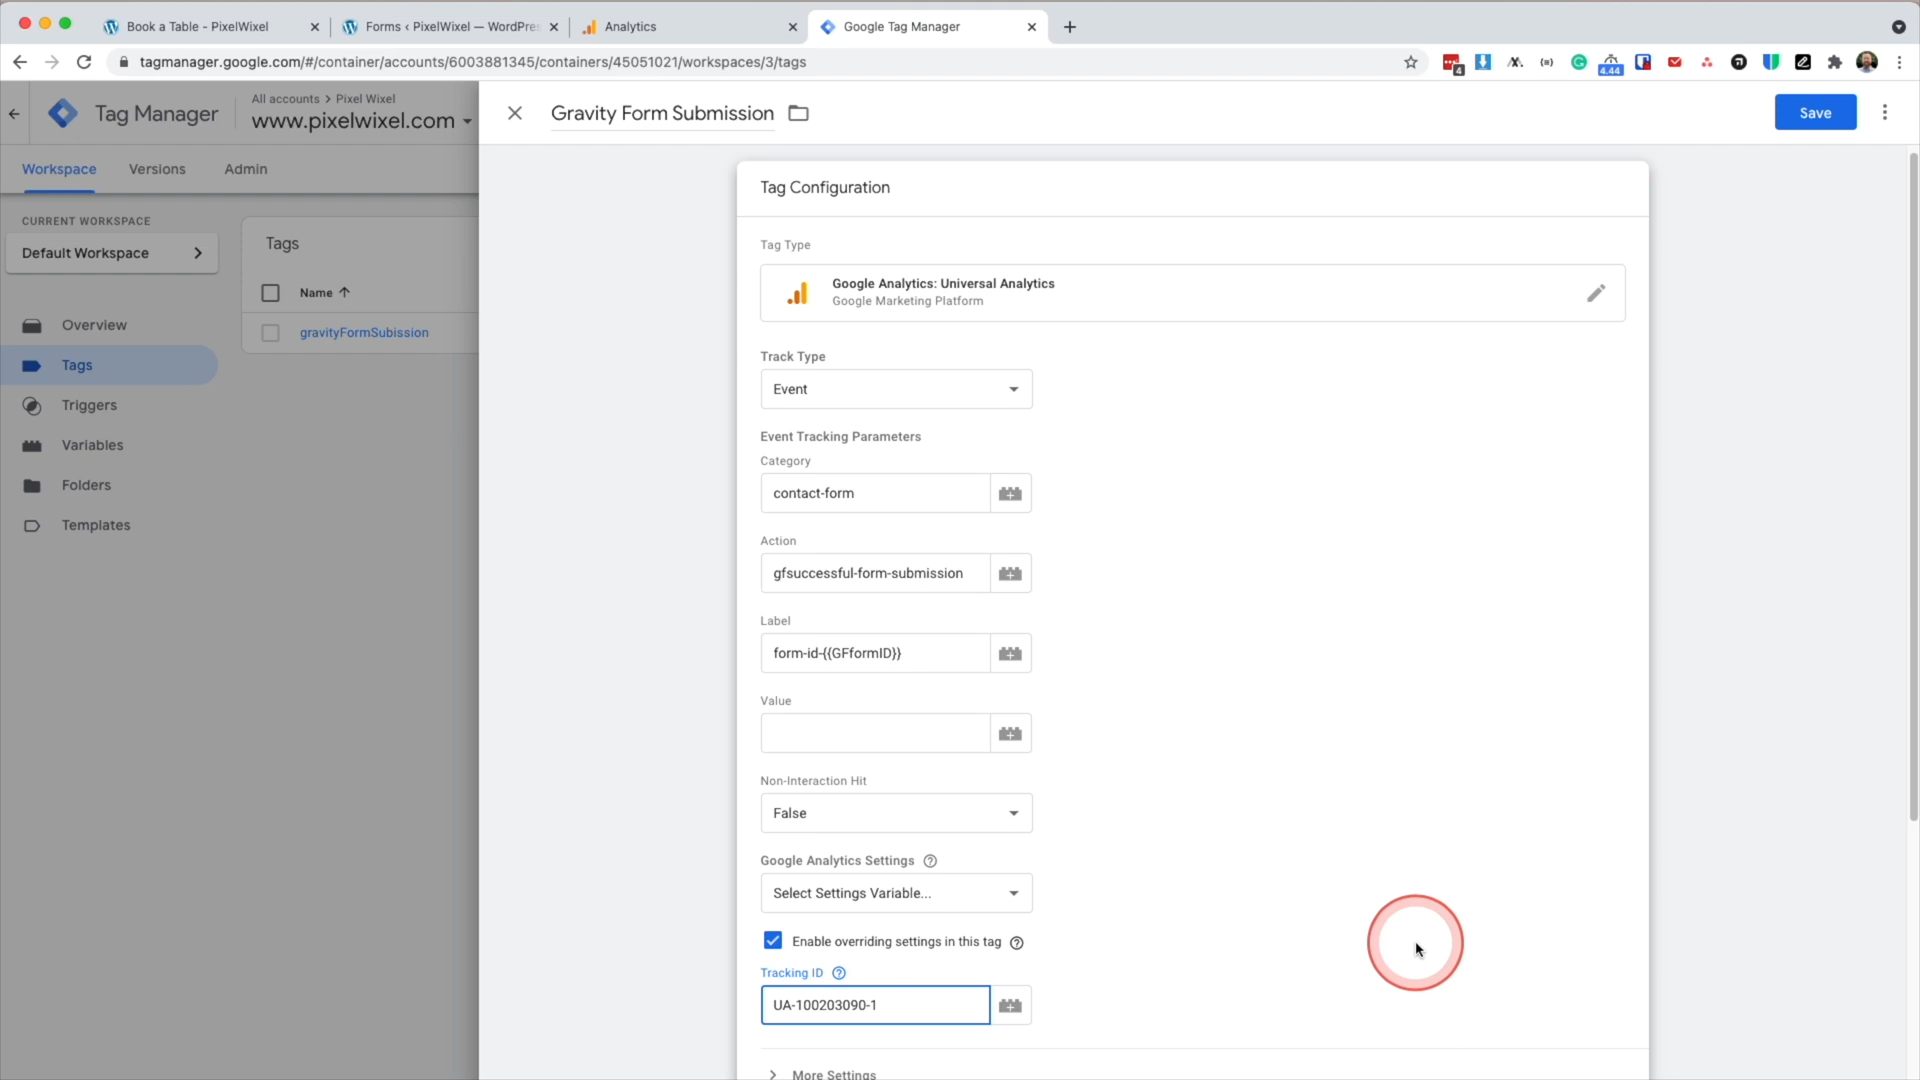 Book a Table - PixelWixel
Forms ‹ PixelWixel — WordPre
Analytics
Google Tag Manager
tagmanager.google.com/#/container/accounts/6003881345/containers/45051021/workspaces/3/tags
4
4.44
Tag Manager
All accounts > Pixel Wixel
www.pixelwixel.com
Gravity Form Submission
Save
Workspace
Versions
Admin
CURRENT WORKSPACE
Default Workspace
Overview
Tags
Triggers
Variables
Folders
Templates
Tags
Name
gravityFormSubission
Tag Configuration
Tag Type
Google Analytics: Universal Analytics
Google Marketing Platform
Track Type
Event
Event Tracking Parameters
Category
contact-form
Action
gfsuccessful-form-submission
Label
form-id-{{GFformID}}
Value
Non-Interaction Hit
False
Google Analytics Settings
Select Settings Variable...
Enable overriding settings in this tag
Tracking ID
UA-100203090-1
More Settings